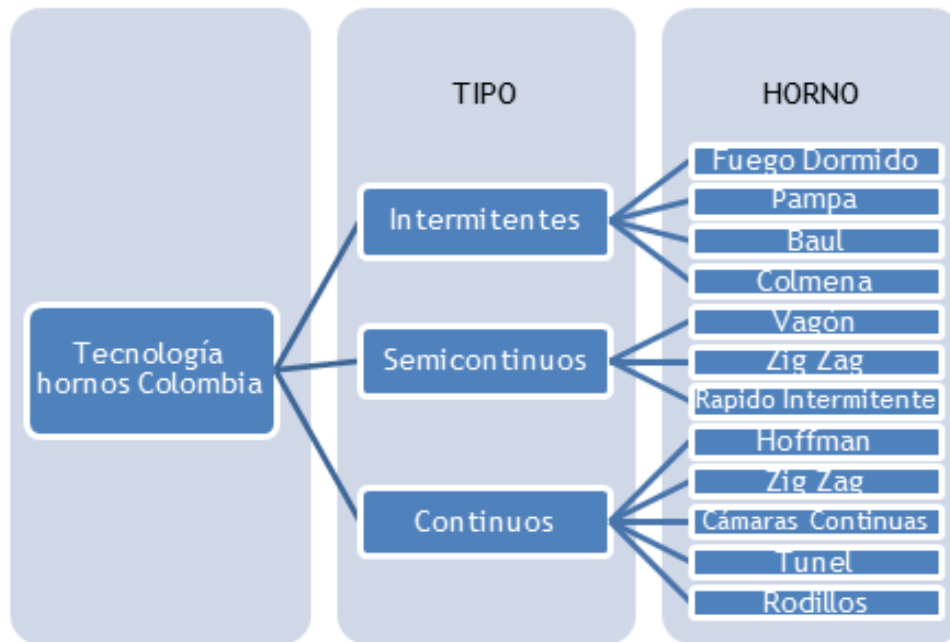 TIPO
HORNO
Tecnología
hornos Colombia
Intermitentes
Semicontinuos
Continuos
Fuego Dormido
Pampa
Baul
Colmena
Vagón
Zig Zag
Rapido Intermitente
Hoffman
Zig Zag
Cámaras Continuas
Tunel
Rodillos